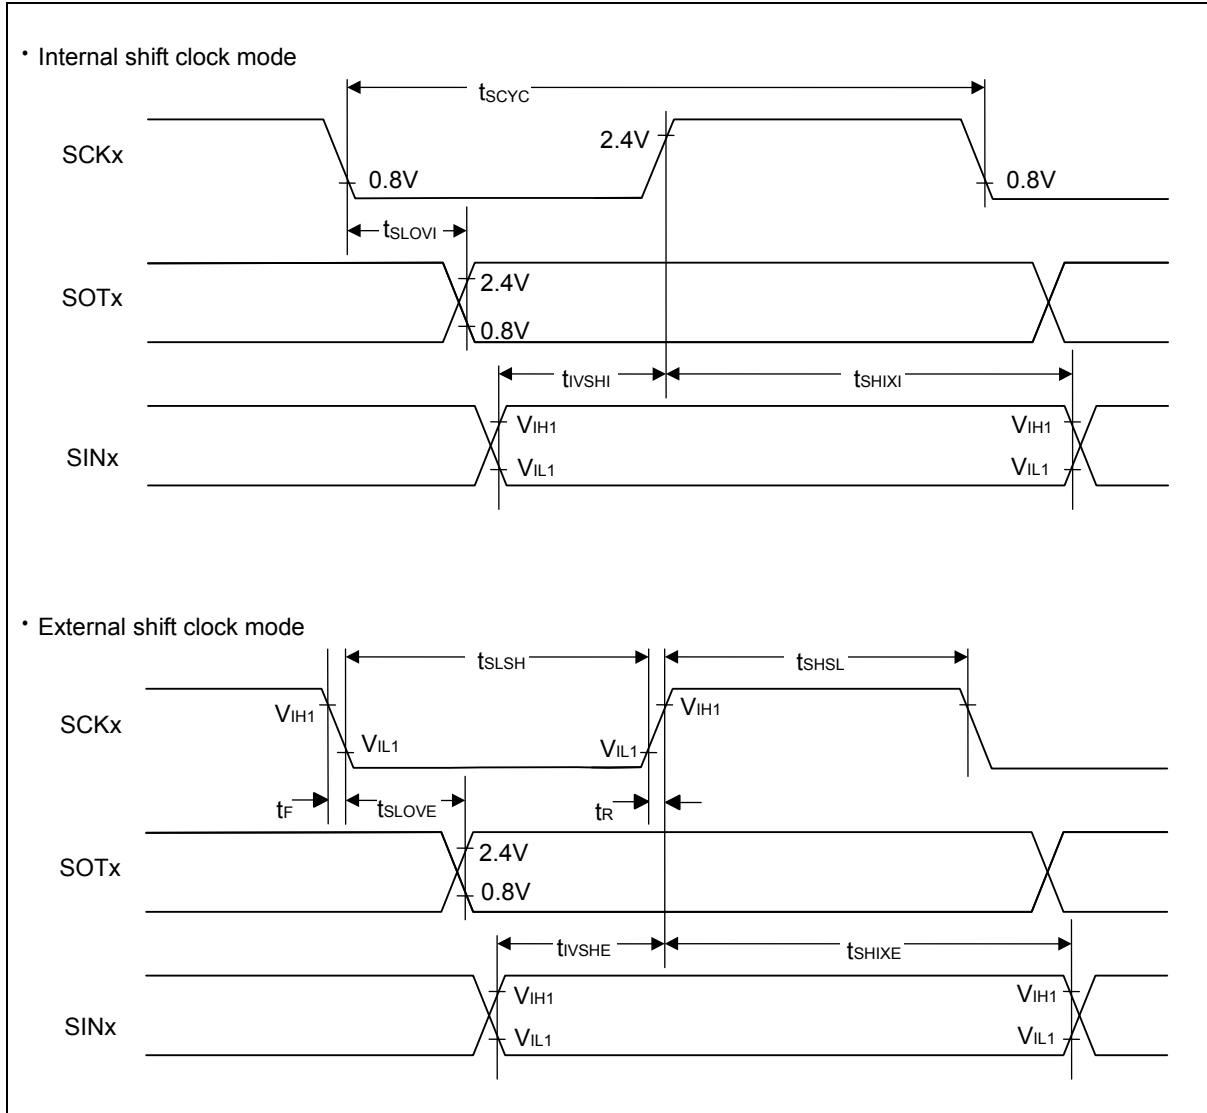 ・Internal shift clock mode
tSCYC
SCKx
2.4V
0.8V
0.8V
tSLOVI
SOTx
2.4V
0.8V
tIVSHI
tSHIXI
SINx
VIH1
VIH1
VIL1
VIL1
・External shift clock mode
tSLSH
tSHSL
SCKx
VIH1
VIH1
VIL1
VIL1
tF
tSLOVE
tR
SOTx
2.4V
0.8V
tIVSHE
tSHIXE
SINx
VIH1
VIH1
VIL1
VIL1